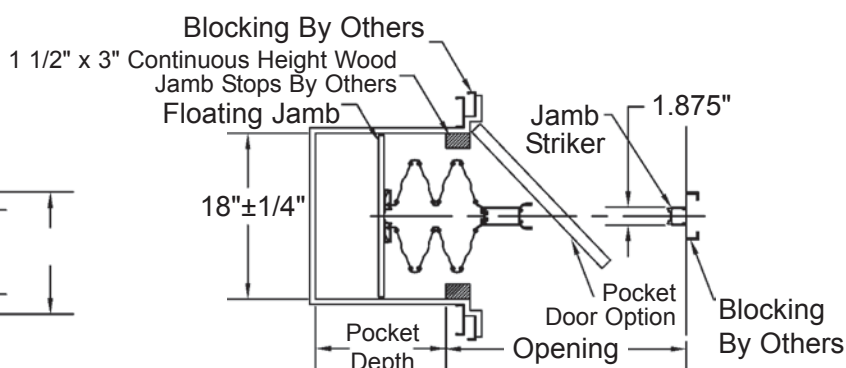 Blocking By Others
1 1/2" x 3" Continuous Height Wood
Jamb Stops By Others
Floating Jamb
Jamb
Striker
1.875"
18"±1/4"
Pocket
Door Option
Blocking
By Others
Pocket
Depth
Opening